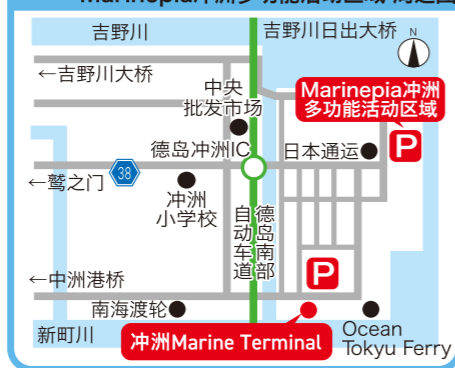 吉野川
吉野川日出大桥
N
←吉野川大桥
中央
批发市场
Marinepia冲洲
多功能活动区域
P
德岛冲洲IC
日本通运
←鹫之门
38
冲洲
小学校
德岛南部
自动车道
P
←中洲港桥
南海渡轮
新町川
冲洲Marine Terminal
Ocean
Tokyu Ferry